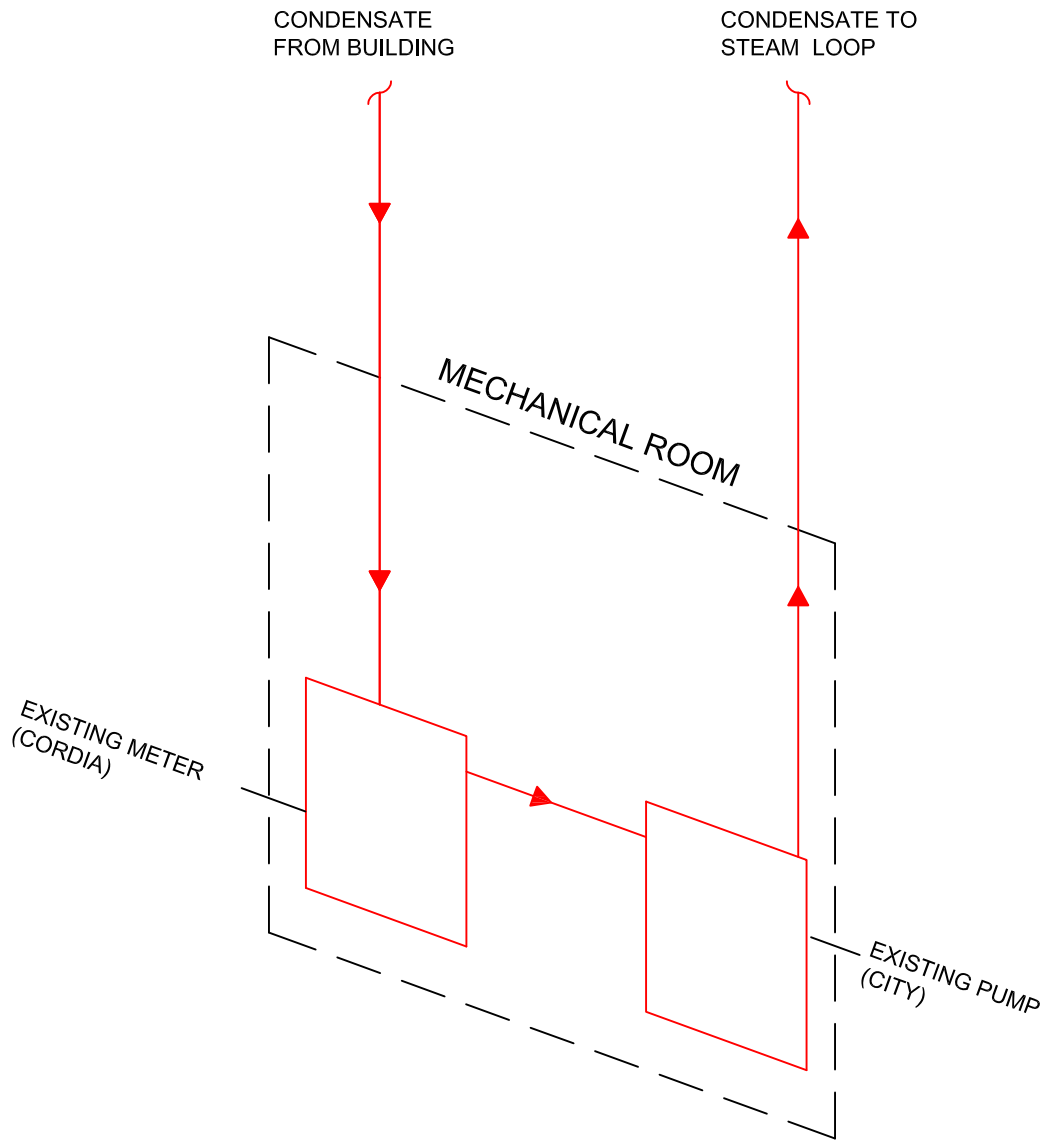 CONDENSATE
FROM BUILDING
CONDENSATE TO
STEAM LOOP
MECHANICAL ROOM
EXISTING METER
(CORDIA)
EXISTING PUMP
(CITY)